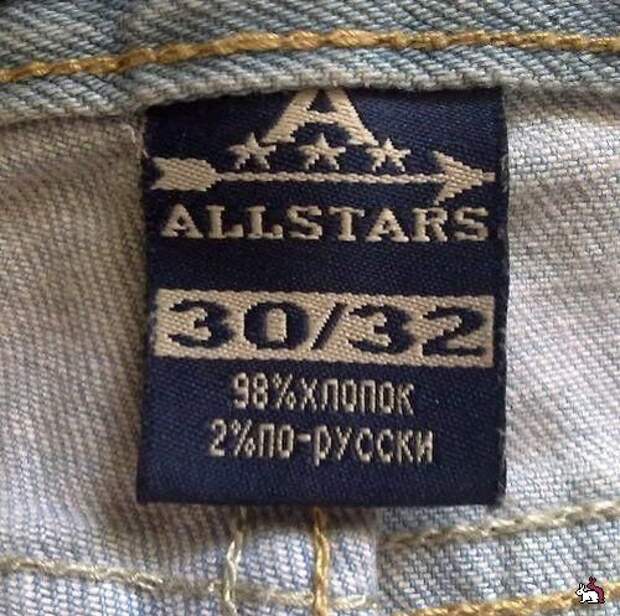 A
ALLSTARS
30/32
98%хлопок
2%по-русски